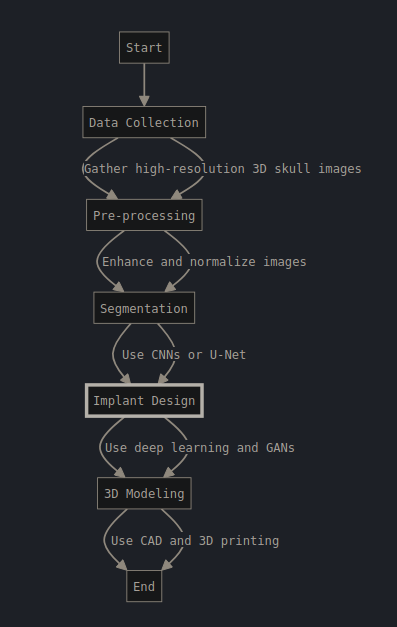 Start
Data Collection
Gather high-resolution 3D skull images
Pre-processing
Enhance and normalize images
Segmentation
Use CNNs or U-Net
Implant Design
Use deep learning and GANs
3D Modeling
Use CAD and 3D printing
End